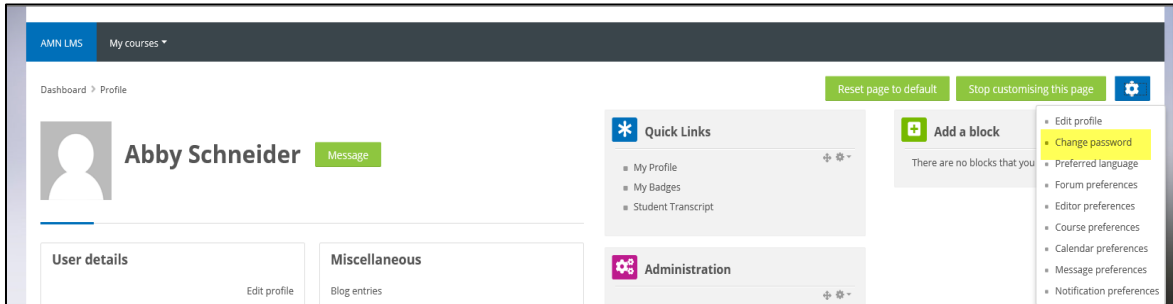 AMN LMS My courses
Dashboard > Profile
Reset page to default Stop customising this page
Abby Schneider Message
Quick Links
My Profile
My Badges
Student Transcript
Add a block
There are no blocks that you
Edit profile
Change password
Preferred language
Forum preferences
Editor preferences
Course preferences
Calendar preferences
Message preferences
Notification preferences
User details
Edit profile
Miscellaneous
Blog entries
Administration